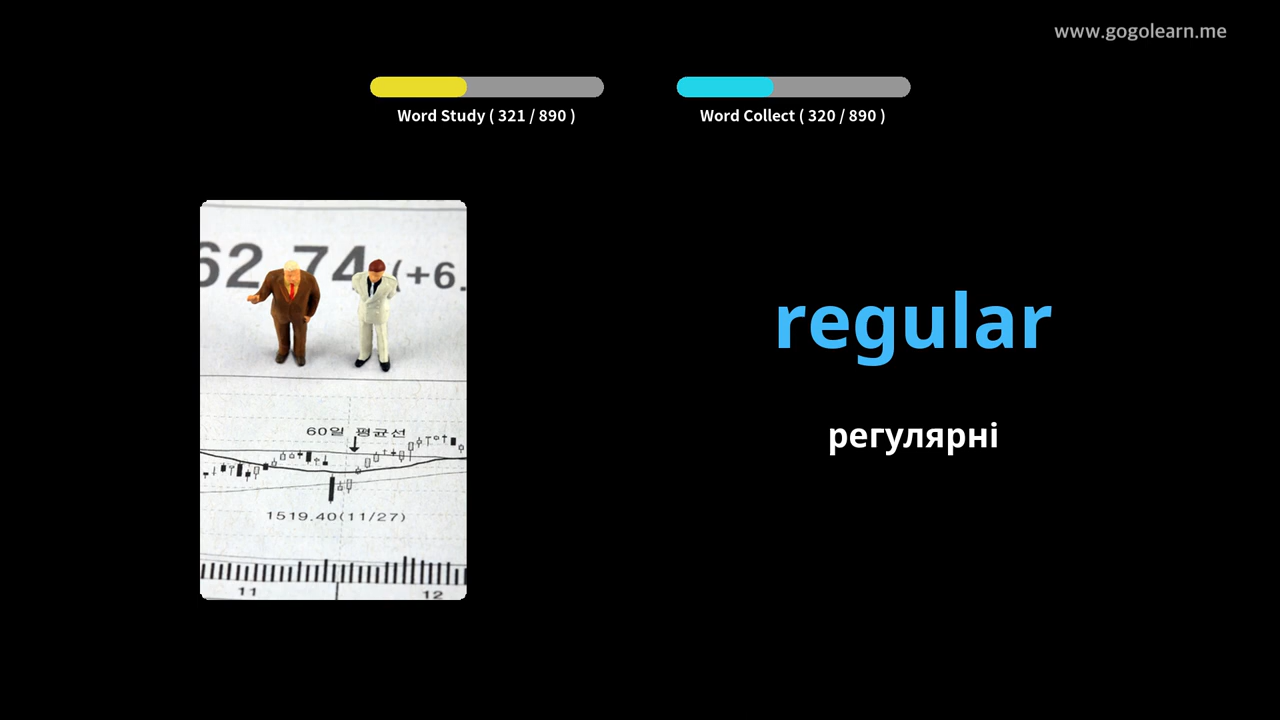 www.gogolearn.me
Word Study ( 321 / 890 )
Word Collect ( 320 / 890 )
62.74 (+6.
60일 평균선
1519.40(11/27)
11
12
regular
регулярні